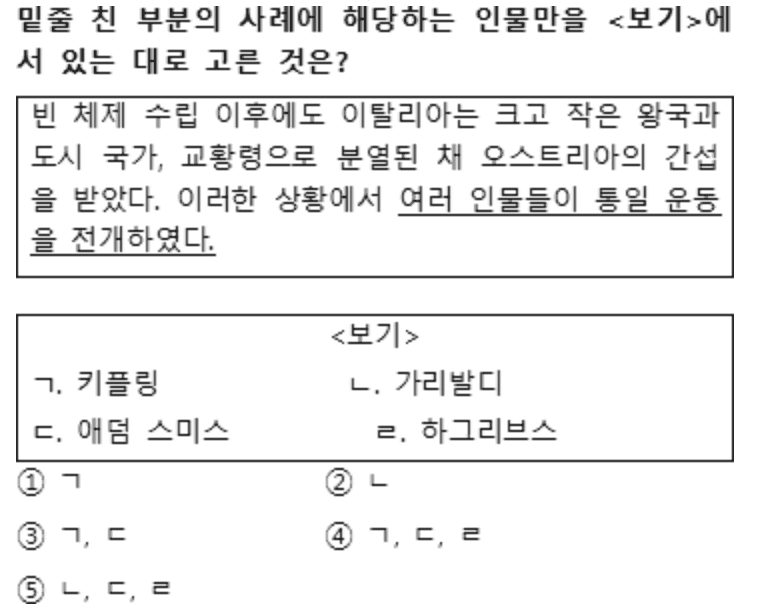 밑줄 친 부분의 사례에 해당하는 인물만을 <보기>에
서 있는 대로 고른 것은?
빈 체제 수립 이후에도 이탈리아는 크고 작은 왕국과
도시 국가, 교황령으로 분열된 채 오스트리아의 간섭
을 받았다. 이러한 상황에서 여러 인물들이 통일 운동
을 전개하였다.
<보기>
ㄱ. 키플링 ㄴ. 가리발디
ㄷ. 애덤 스미스 ㄹ. 하그리브스
① ㄱ ② ㄴ
③ ㄱ, ㄷ ④ ㄱ, ㄷ, ㄹ
⑤ ㄴ, ㄷ, ㄹ